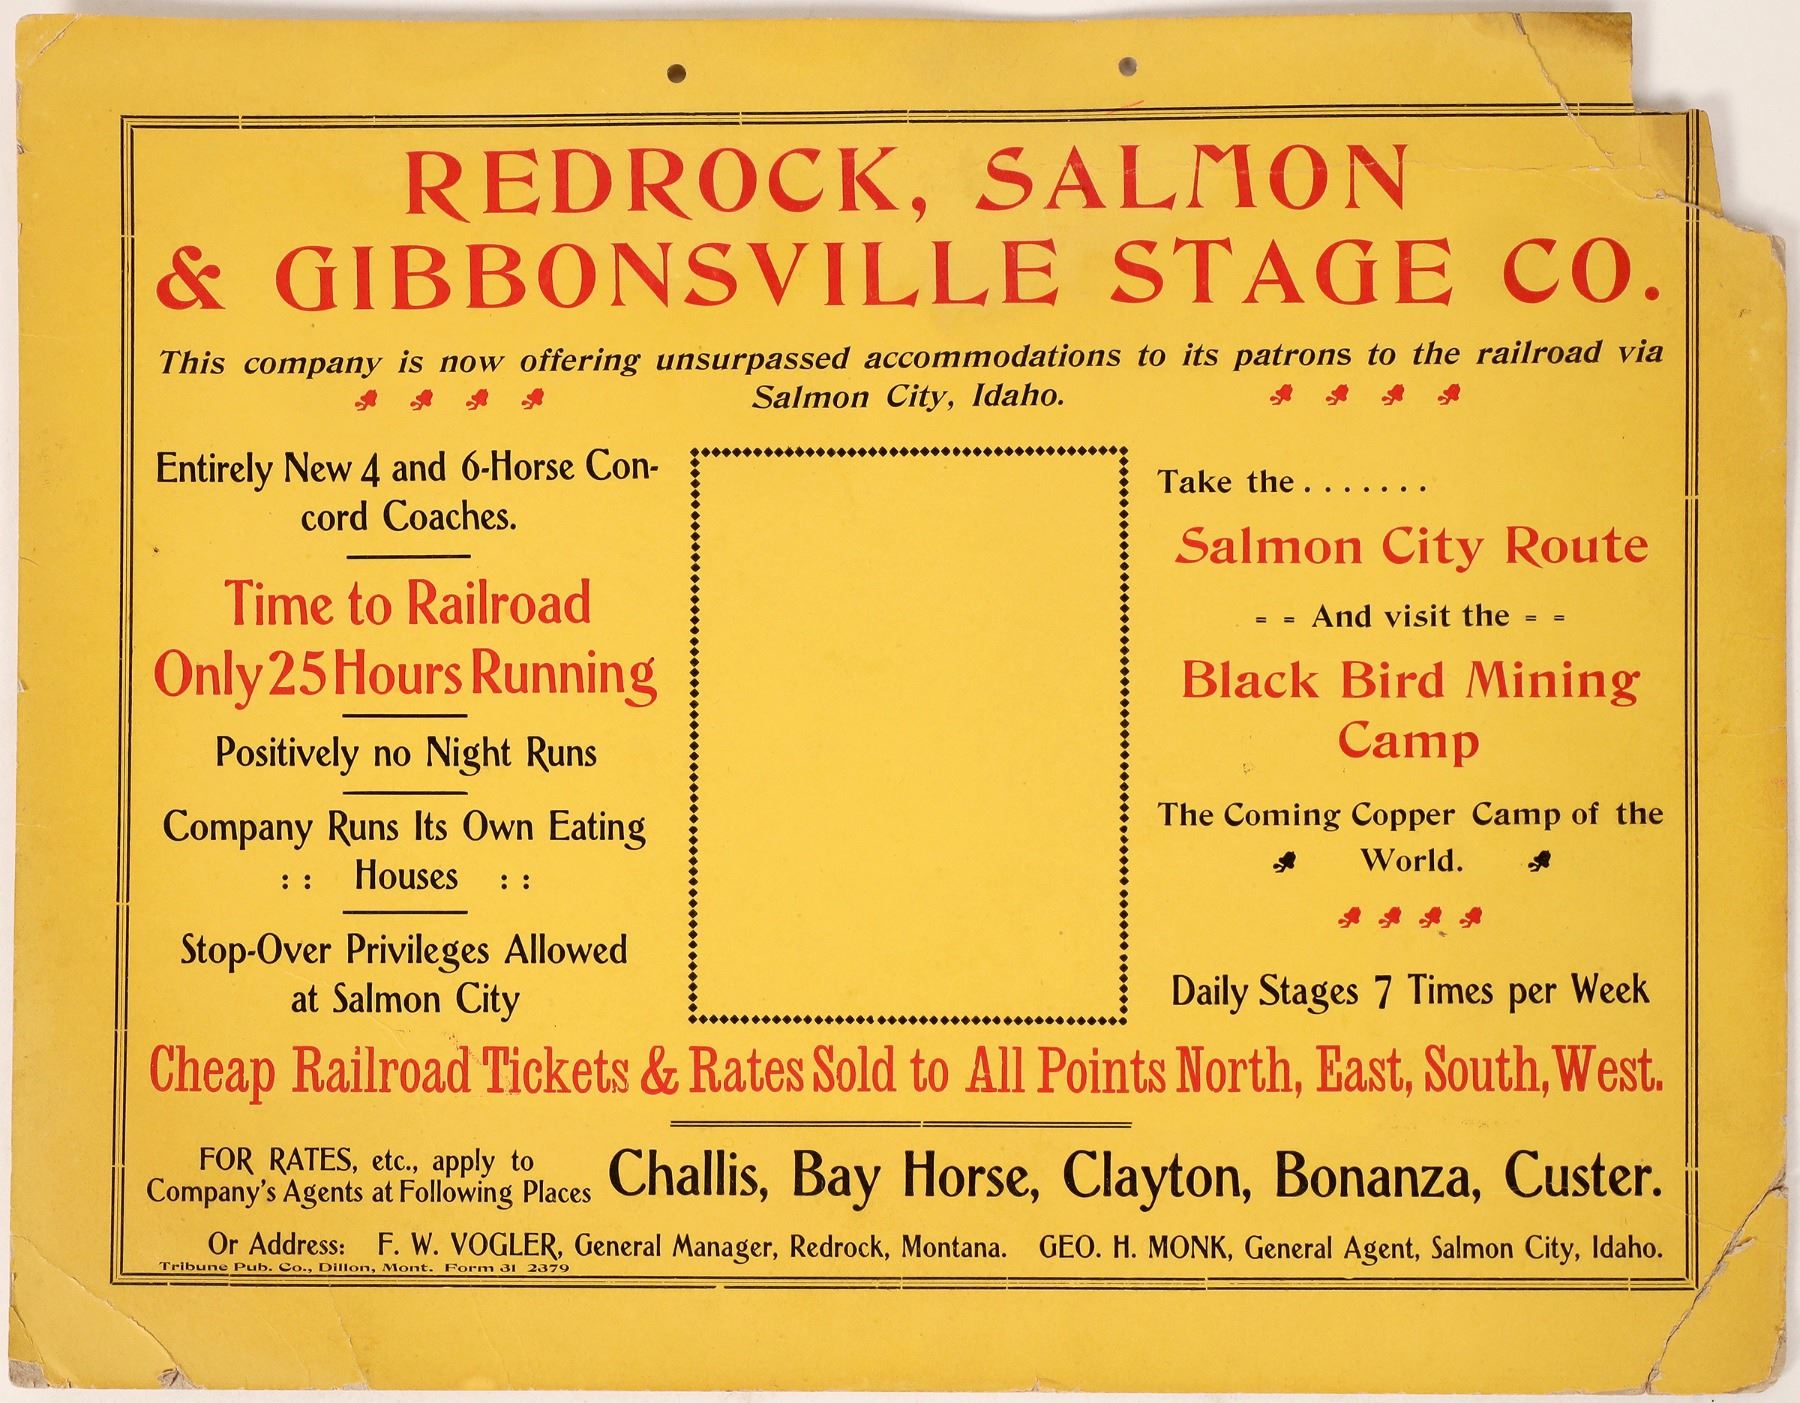 REDROCK, SALMON
& GIBBONSVILLE STAGE CO.
This company is now offering unsurpassed accommodations to its patrons to the railroad via
Salmon City, Idaho.
Entirely New 4 and 6-Horse Con-
cord Coaches.
Time to Railroad
Only 25 Hours Running
Positively no Night Runs
Company Runs Its Own Eating
: : Houses : :
Stop-Over Privileges Allowed
at Salmon City
Take the . . . . . . .
Salmon City Route
= = And visit the = =
Black Bird Mining
Camp
The Coming Copper Camp of the
World.
Daily Stages 7 Times per Week
Cheap Railroad Tickets & Rates Sold to All Points North, East, South, West.
FOR RATES, etc., apply to
Company's Agents at Following Places
Challis, Bay Horse, Clayton, Bonanza, Custer.
Or Address: F. W. VOGLER, General Manager, Redrock, Montana. GEO. H. MONK, General Agent, Salmon City, Idaho.
Tribune Pub. Co., Dillon, Mont. Form 31 2379